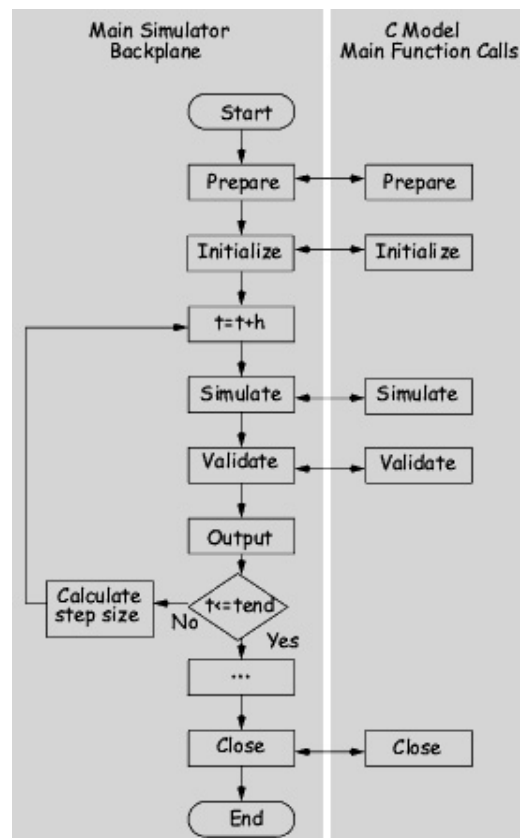 Main Simulator
Backplane
C Model
Main Function Calls
Start
Prepare
Prepare
Initialize
Initialize
t=t+h
Simulate
Simulate
Validate
Validate
Output
Calculate
step size
t<=tend
No
Yes
...
Close
Close
End